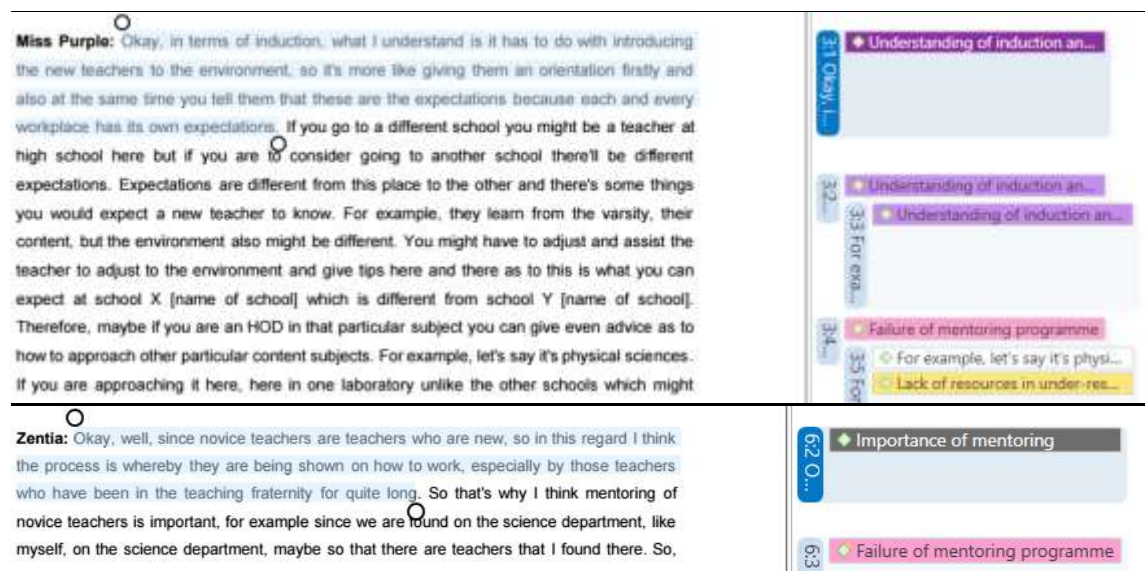 Miss Purple: Okay, in terms of induction, what I understand is it has to do with introducing
the new teachers to the environment, so it's more like giving them an orientation firstly and
also at the same time you tell them that these are the expectations because each and every
workplace has its own expectations. If you go to a different school you might be a teacher at
high school here but if you are to consider going to another school there'll be different
expectations. Expectations are different from this place to the other and there's some things
you would expect a new teacher to know. For example, they learn from the varsity, their
content, but the environment also might be different. You might have to adjust and assist the
teacher to adjust to the environment and give tips here and there as to this is what you can
expect at school X [name of school] which is different from school Y [name of school].
Therefore, maybe if you are an HOD in that particular subject you can give even advice as to
how to approach other particular content subjects. For example, let's say it's physical sciences.
If you are approaching it here, here in one laboratory unlike the other schools which might
3:1 Okay, i...
Understanding of induction an...
3:2 ...
Understanding of induction an...
3:3 For exa...
Understanding of induction an...
3:4...
Failure of mentoring programme
3:5 For
For example, let's say it's physi...
Lack of resources in under-res...
Zentia: Okay, well, since novice teachers are teachers who are new, so in this regard I think
the process is whereby they are being shown on how to work, especially by those teachers
who have been in the teaching fraternity for quite long. So that's why I think mentoring of
novice teachers is important, for example since we are found on the science department, like
myself, on the science department, maybe so that there are teachers that I found there. So,
6:2 O...
Importance of mentoring
6:3
Failure of mentoring programme